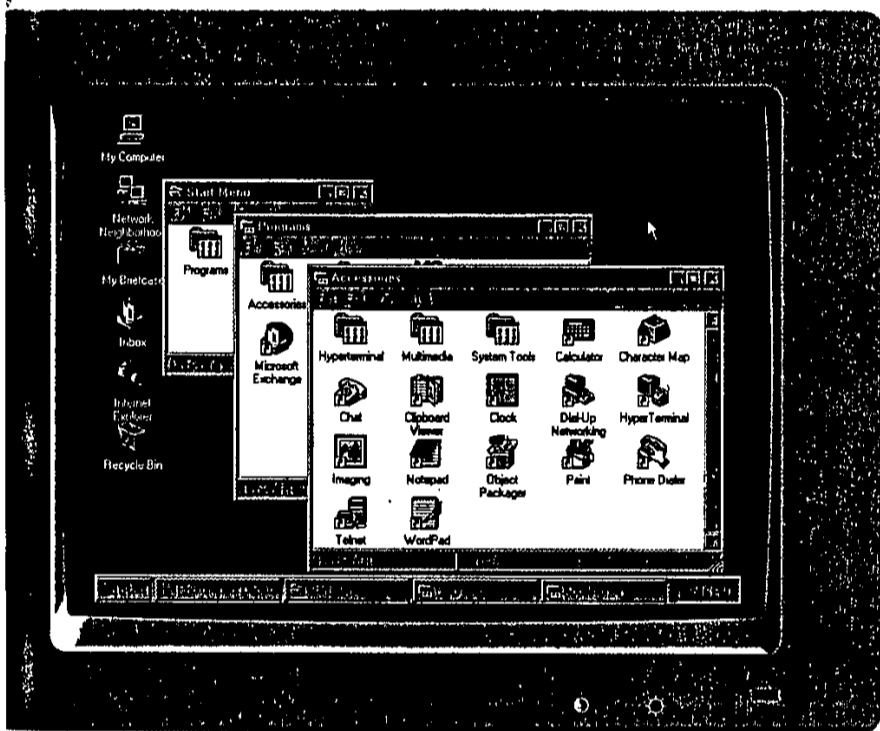 My Computer
Network
Neighborhood
My Briefcase
Inbox
Internet
Explorer
Recycle Bin
Start Menu
Programs
Programs
Accessories
Microsoft
Exchange
Accessories
Hyperterminal
Multimedia
System Tools
Calculator
Character Map
Chat
Clipboard
Viewer
Clock
Dial-Up
Networking
HyperTerminal
Imaging
Notepad
Object
Packager
Paint
Phone Dialer
Telnet
WordPad